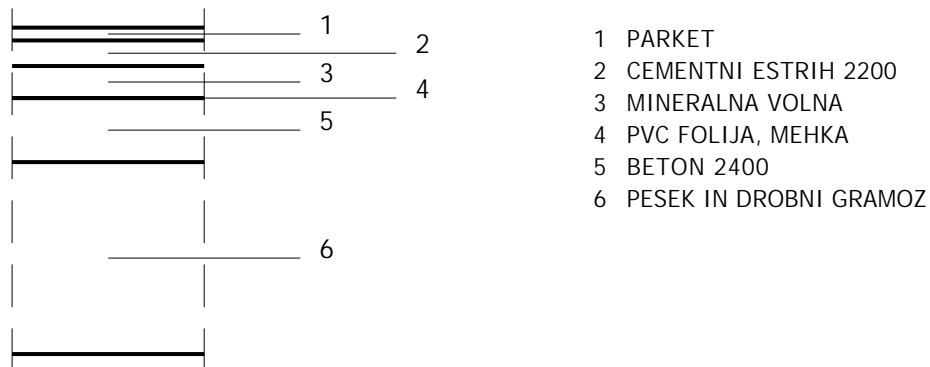 1
2
3
4
5
6
1 PARKET
2 CEMENTNI ESTRIH 2200
3 MINERALNA VOLNA
4 PVC FOLIJA, MEHKA
5 BETON 2400
6 PESEK IN DROBNI GRAMOZ